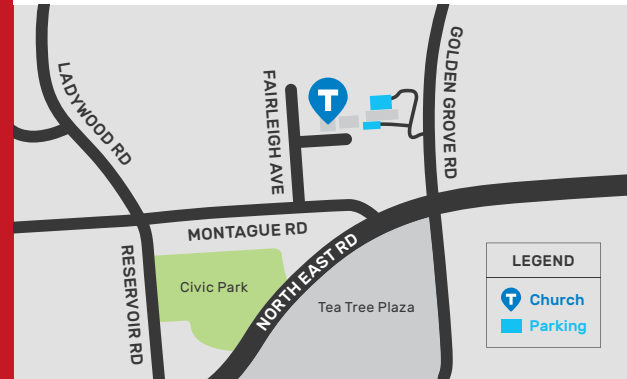 LADYWOOD RD
FAIRLEIGH AVE
T
GOLDEN GROVE RD
MONTAGUE RD
RESERVOIR RD
Civic Park
NORTH EAST RD
Tea Tree Plaza
LEGEND
T Church
Parking